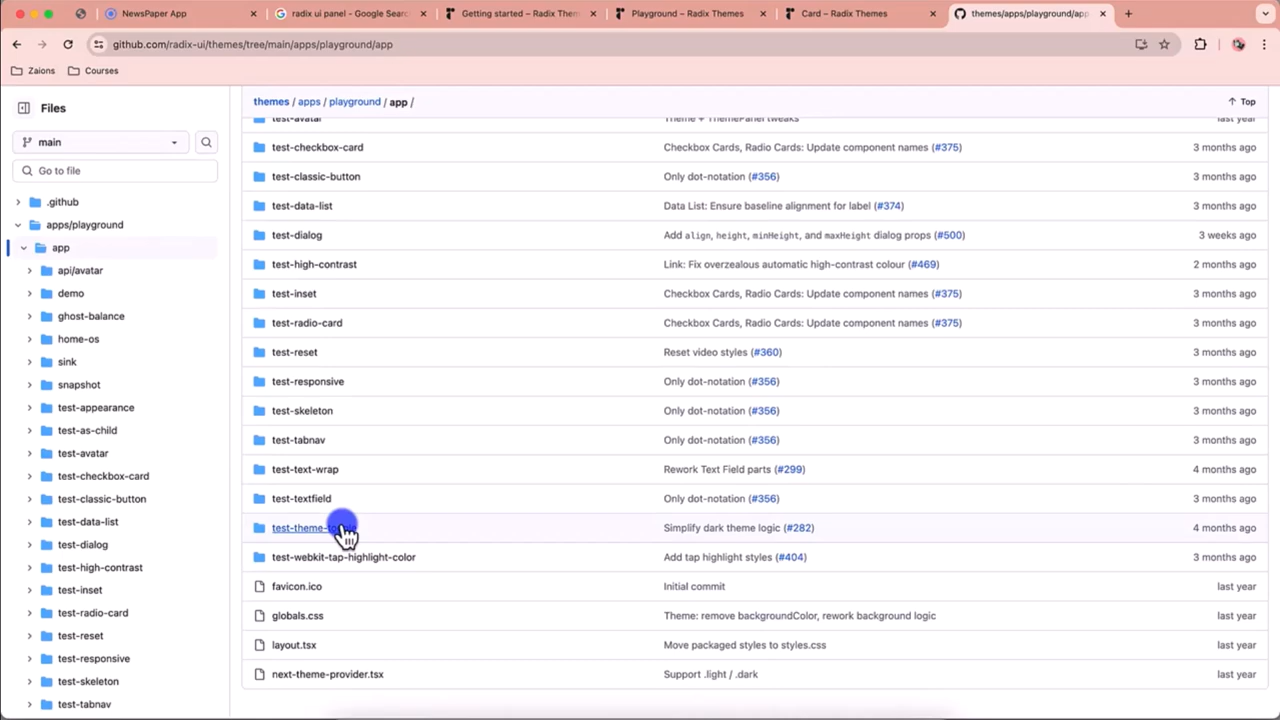 NewsPaper App
radix ui panel - Google Searc
Getting started – Radix Them
Playground – Radix Themes
Card – Radix Themes
themes/apps/playground/app
github.com/radix-ui/themes/tree/main/apps/playground/app
Zaions
Courses
Files
main
Go to file
.github
apps/playground
app
api/avatar
demo
ghost-balance
home-os
sink
snapshot
test-appearance
test-as-child
test-avatar
test-checkbox-card
test-classic-button
test-data-list
test-dialog
test-high-contrast
test-inset
test-radio-card
test-reset
test-responsive
test-skeleton
test-tabnav
themes / apps / playground / app /
Top
test-avatar Theme + ThemePanel tweaks last year
test-checkbox-card Checkbox Cards, Radio Cards: Update component names (#375) 3 months ago
test-classic-button Only dot-notation (#356) 3 months ago
test-data-list Data List: Ensure baseline alignment for label (#374) 3 months ago
test-dialog Add align, height, minHeight, and maxHeight dialog props (#500) 3 weeks ago
test-high-contrast Link: Fix overzealous automatic high-contrast colour (#469) 2 months ago
test-inset Checkbox Cards, Radio Cards: Update component names (#375) 3 months ago
test-radio-card Checkbox Cards, Radio Cards: Update component names (#375) 3 months ago
test-reset Reset video styles (#360) 3 months ago
test-responsive Only dot-notation (#356) 3 months ago
test-skeleton Only dot-notation (#356) 3 months ago
test-tabnav Only dot-notation (#356) 3 months ago
test-text-wrap Rework Text Field parts (#299) 4 months ago
test-textfield Only dot-notation (#356) 3 months ago
test-theme- Simplify dark theme logic (#282) 4 months ago
test-webkit-tap-highlight-color Add tap highlight styles (#404) 3 months ago
favicon.ico Initial commit last year
globals.css Theme: remove backgroundColor, rework background logic last year
layout.tsx Move packaged styles to styles.css last year
next-theme-provider.tsx Support .light / .dark last year